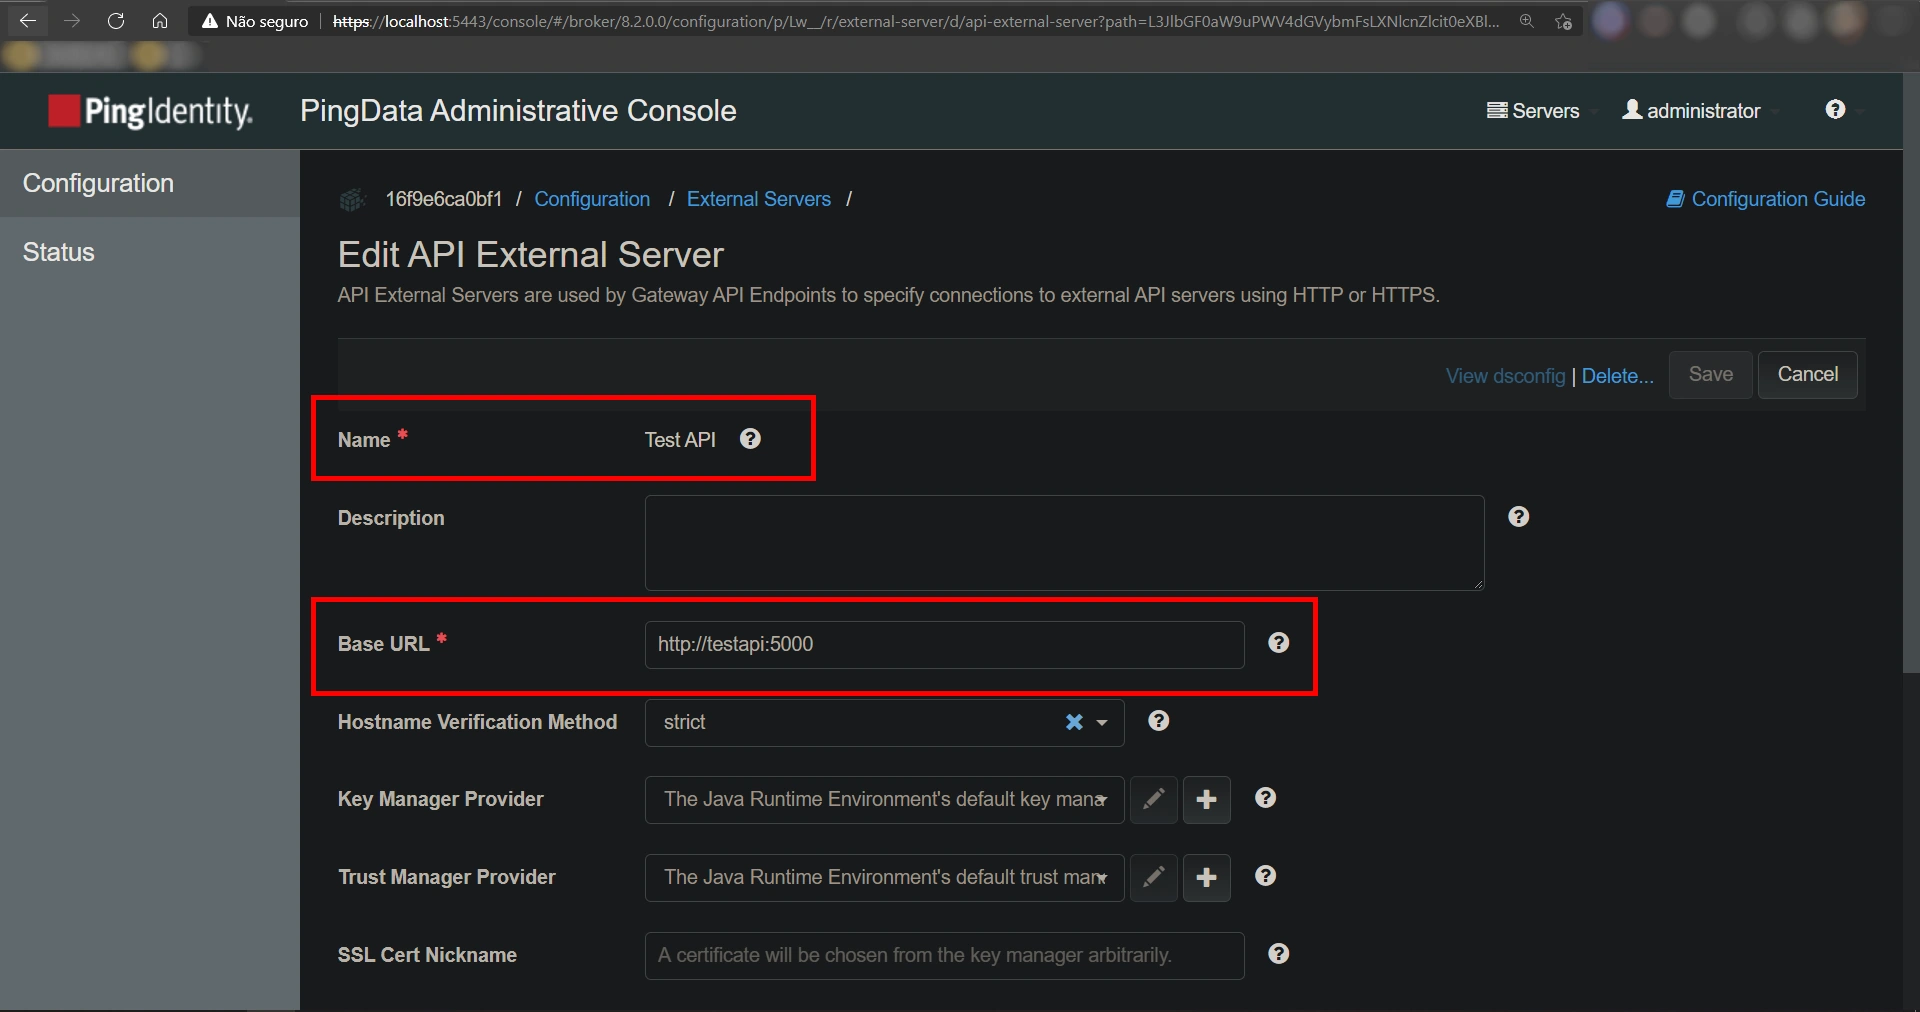 Não seguro https://localhost:5443/console/#/broker/8.2.0.0/configuration/p/Lw__/r/external-server/d/api-external-server?path=L3JlbGF0aW9uPWV4dGVybmFsLXNlcnZlcit0eXBl...
PingIdentity. PingData Administrative Console Servers administrator
Configuration
Status
16f9e6ca0bf1 / Configuration / External Servers / Configuration Guide
Edit API External Server
API External Servers are used by Gateway API Endpoints to specify connections to external API servers using HTTP or HTTPS.
View dsconfig | Delete... Save Cancel
Name * Test API
Description
Base URL * http://testapi:5000
Hostname Verification Method strict
Key Manager Provider The Java Runtime Environment's default key mana
Trust Manager Provider The Java Runtime Environment's default trust man
SSL Cert Nickname A certificate will be chosen from the key manager arbitrarily.